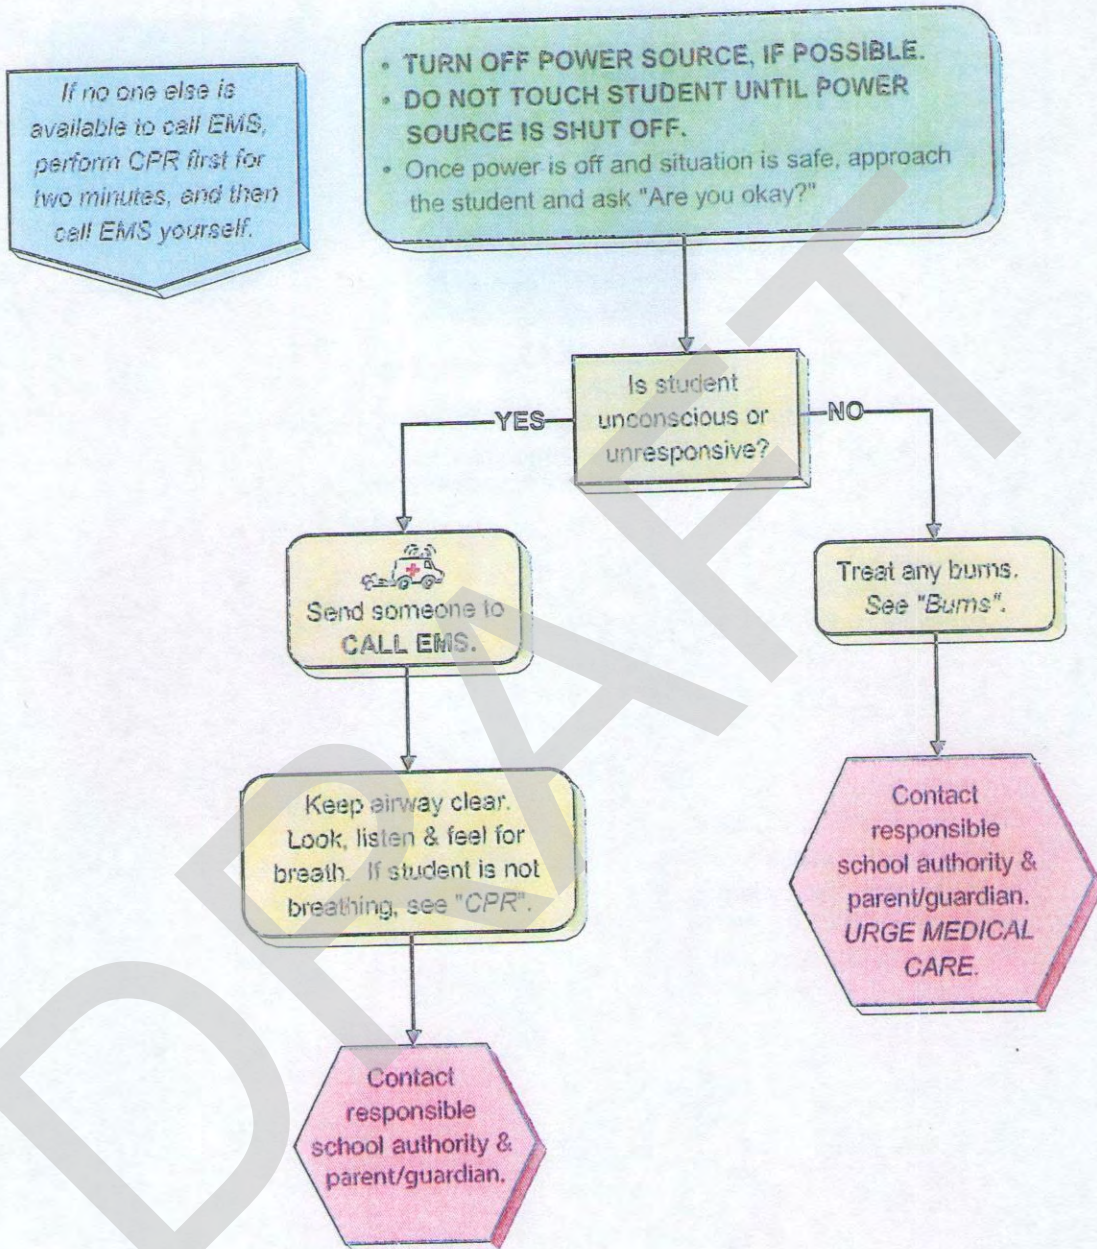 If no one else is
available to call EMS,
perform CPR first for
two minutes, and then
call EMS yourself.
• TURN OFF POWER SOURCE, IF POSSIBLE.
• DO NOT TOUCH STUDENT UNTIL POWER
SOURCE IS SHUT OFF.
• Once power is off and situation is safe, approach
the student and ask "Are you okay?"
Is student
unconscious or
unresponsive?
YES
NO
Send someone to
CALL EMS.
Treat any burns.
See "Burns".
Keep airway clear.
Look, listen & feel for
breath. If student is not
breathing, see "CPR".
Contact
responsible
school authority &
parent/guardian.
URGE MEDICAL
CARE.
Contact
responsible
school authority &
parent/guardian.
DRAFT